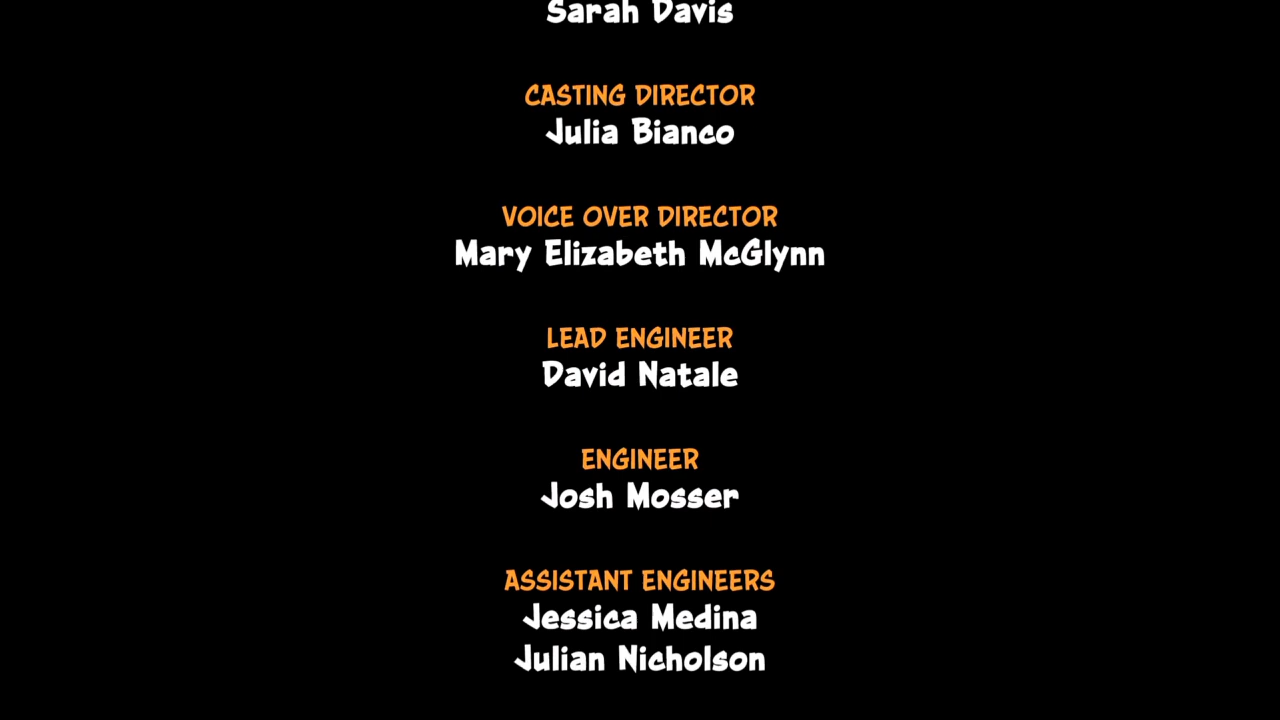 Sarah Davis
CASTING DIRECTOR
Julia Bianco
VOICE OVER DIRECTOR
Mary Elizabeth McGlynn
LEAD ENGINEER
David Natale
ENGINEER
Josh Mosser
ASSISTANT ENGINEERS
Jessica Medina
Julian Nicholson